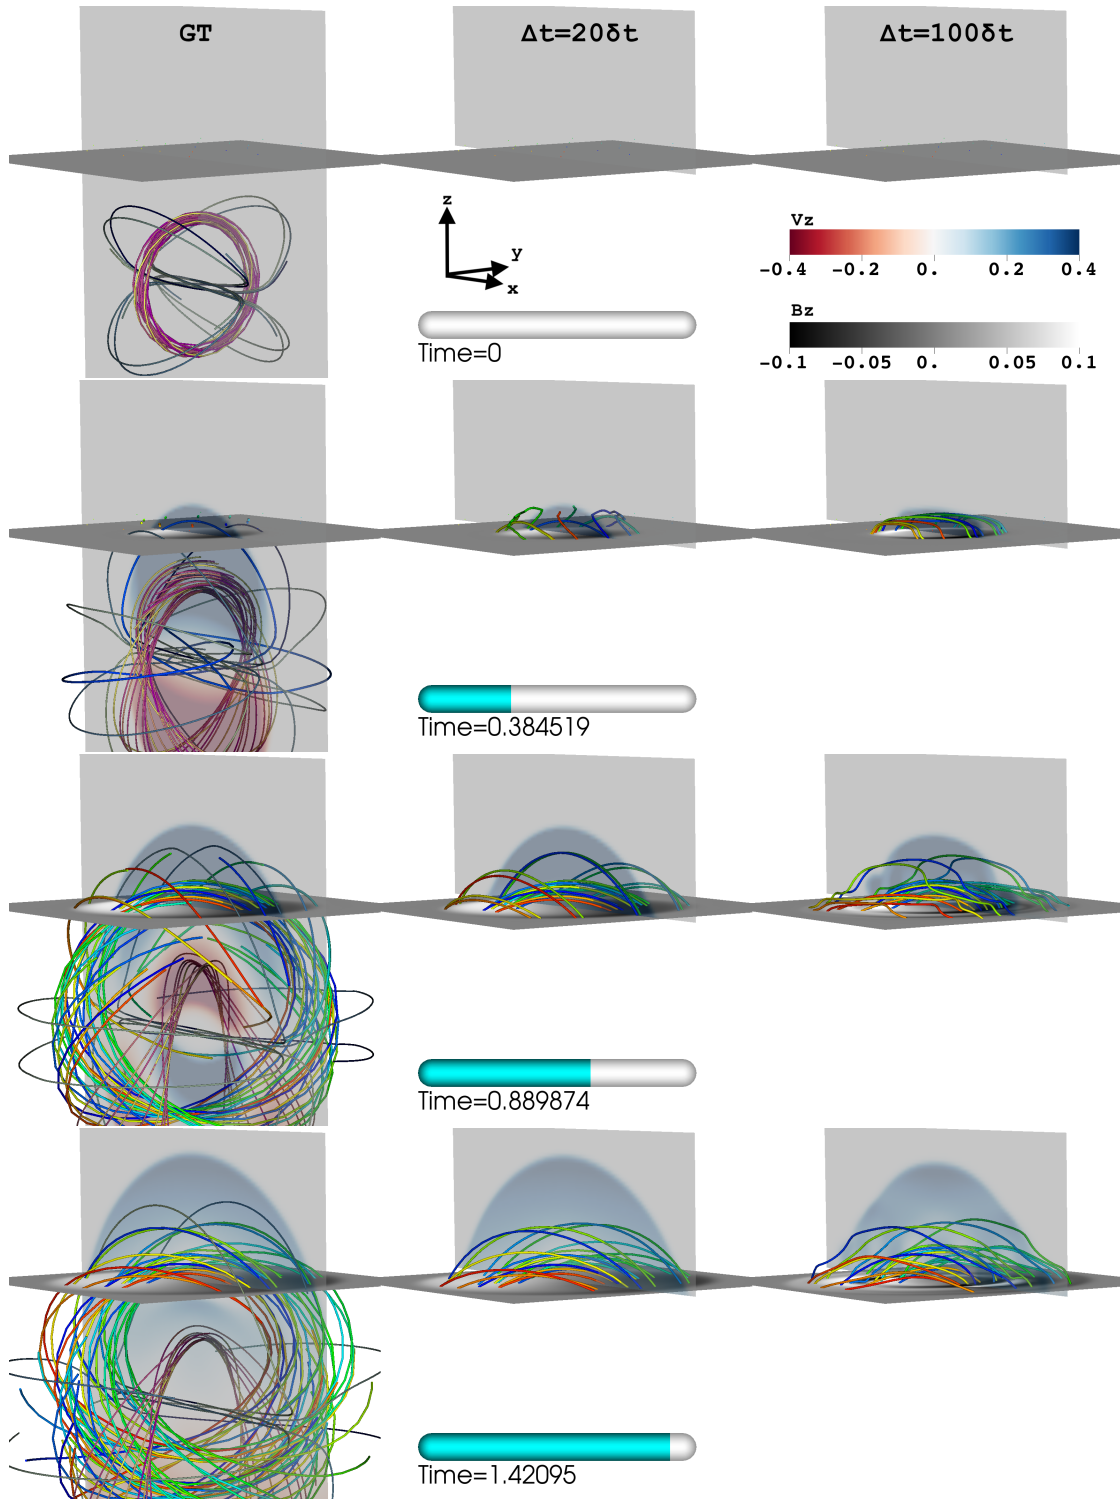 GT
Δt=20δt
Δt=100δt
z
y
x
Vz
-0.4 -0.2 0. 0.2 0.4
Bz
-0.1 -0.05 0. 0.05 0.1
Time=0
Time=0.384519
Time=0.889874
Time=1.42095